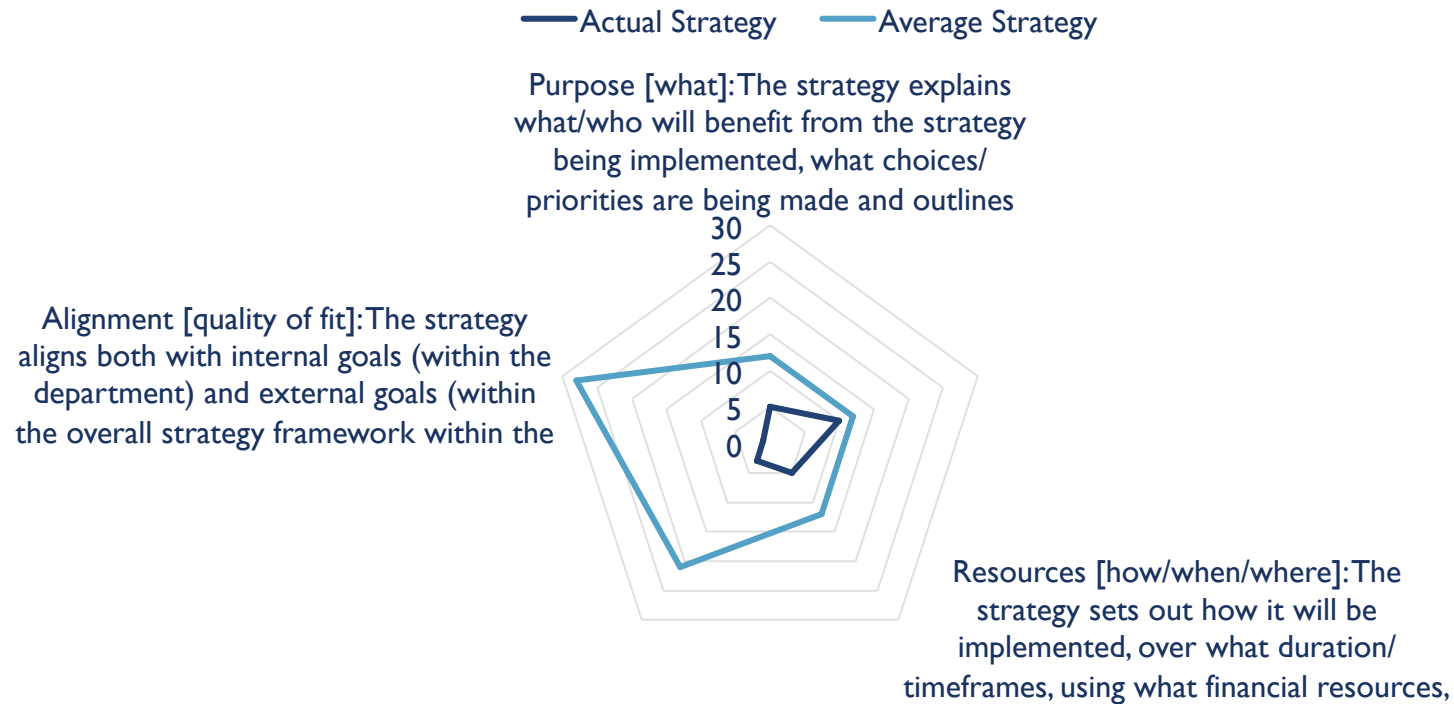 Actual Strategy
Average Strategy
Purpose [what]: The strategy explains
what/who will benefit from the strategy
being implemented, what choices/
priorities are being made and outlines
30
25
20
15
10
5
0
Alignment [quality of fit]: The strategy
aligns both with internal goals (within the
department) and external goals (within
the overall strategy framework within the
Resources [how/when/where]: The
strategy sets out how it will be
implemented, over what duration/
timeframes, using what financial resources,